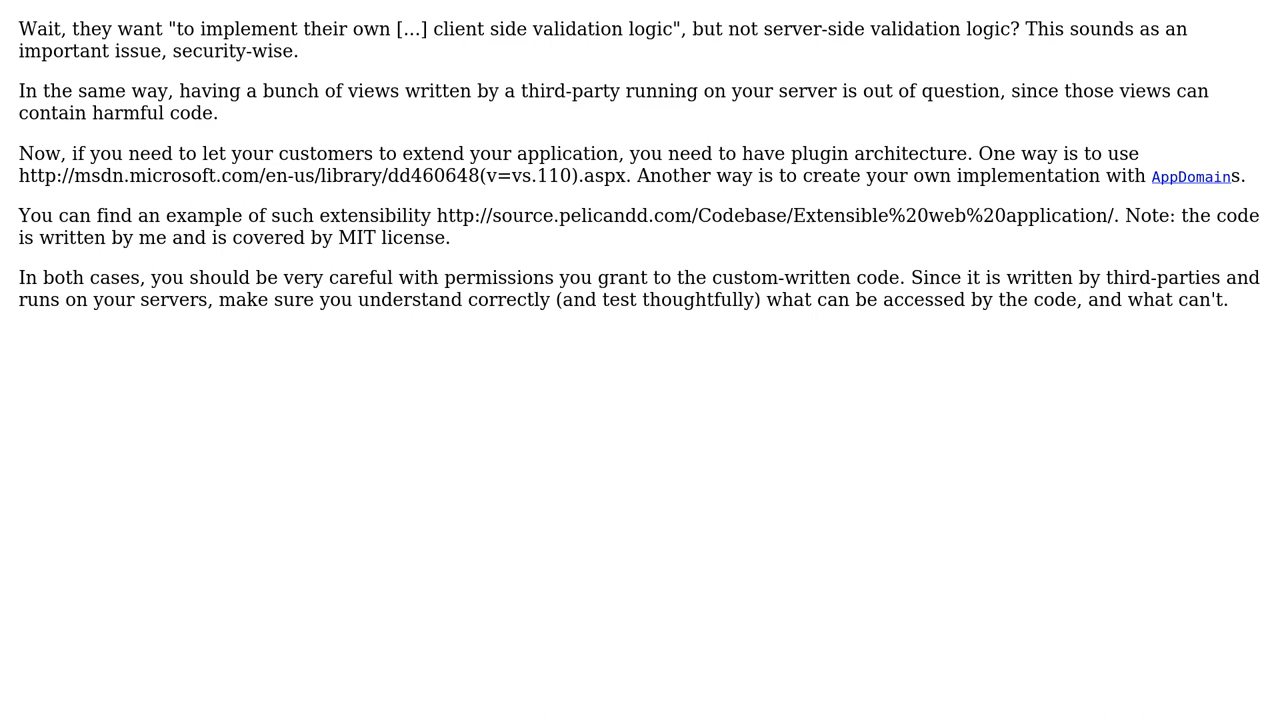 Wait, they want "to implement their own [...] client side validation logic", but not server-side validation logic? This sounds as an
important issue, security-wise.
In the same way, having a bunch of views written by a third-party running on your server is out of question, since those views can
contain harmful code.
Now, if you need to let your customers to extend your application, you need to have plugin architecture. One way is to use
http://msdn.microsoft.com/en-us/library/dd460648(v=vs.110).aspx. Another way is to create your own implementation with AppDomains.
You can find an example of such extensibility http://source.pelicandd.com/Codebase/Extensible%20web%20application/. Note: the code
is written by me and is covered by MIT license.
In both cases, you should be very careful with permissions you grant to the custom-written code. Since it is written by third-parties and
runs on your servers, make sure you understand correctly (and test thoughtfully) what can be accessed by the code, and what can't.